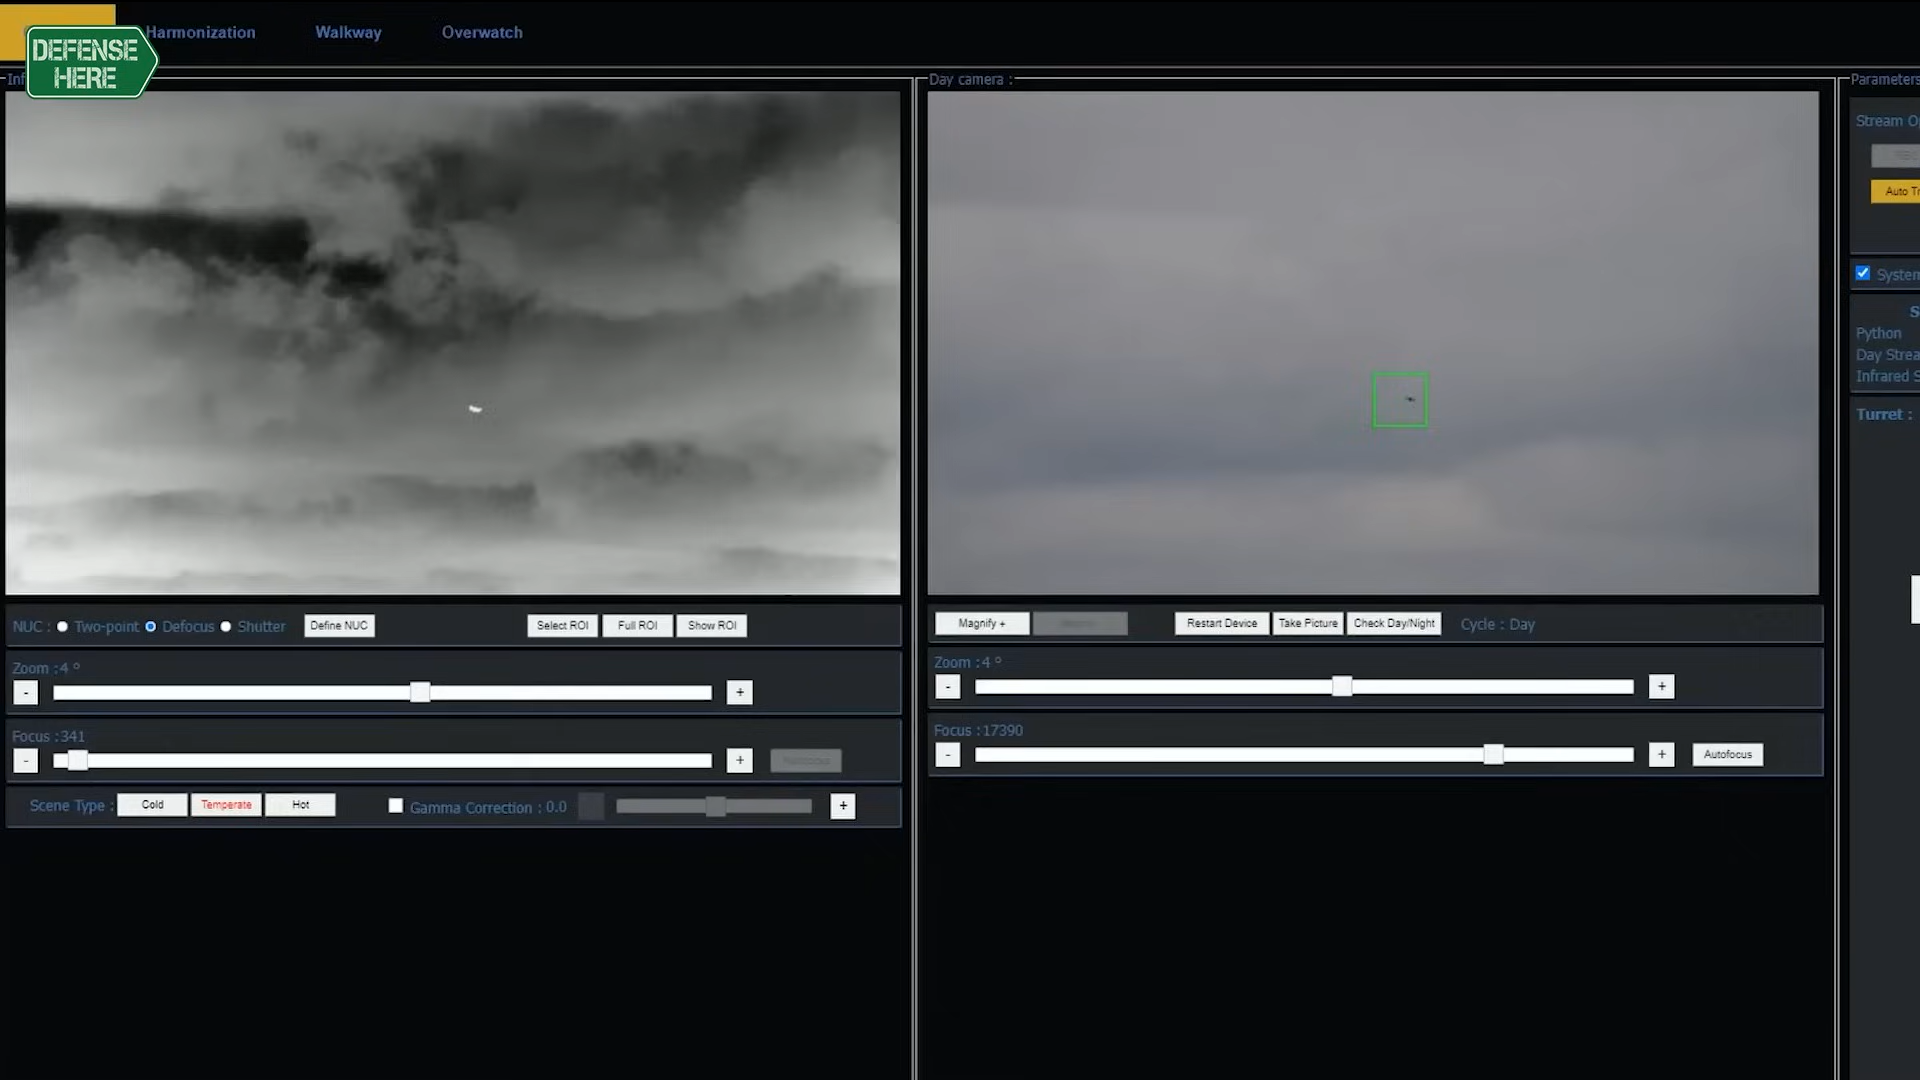 DEFENSE
HERE
Harmonization
Walkway
Overwatch
Inf
Day camera :
Parameters
Stream Op
Auto Tr
System
S
Python
Day Strea
Infrared S
Turret :
NUC :
Two-point
Defocus
Shutter
Define NUC
Select ROI
Full ROI
Show ROI
Zoom :4 °
-
+
Focus :341
-
+
Scene Type :
Cold
Temperate
Hot
Gamma Correction : 0.0
+
Magnify +
Restart Device
Take Picture
Check Day/Night
Cycle : Day
Zoom :4 °
-
+
Focus :17390
-
+
Autofocus